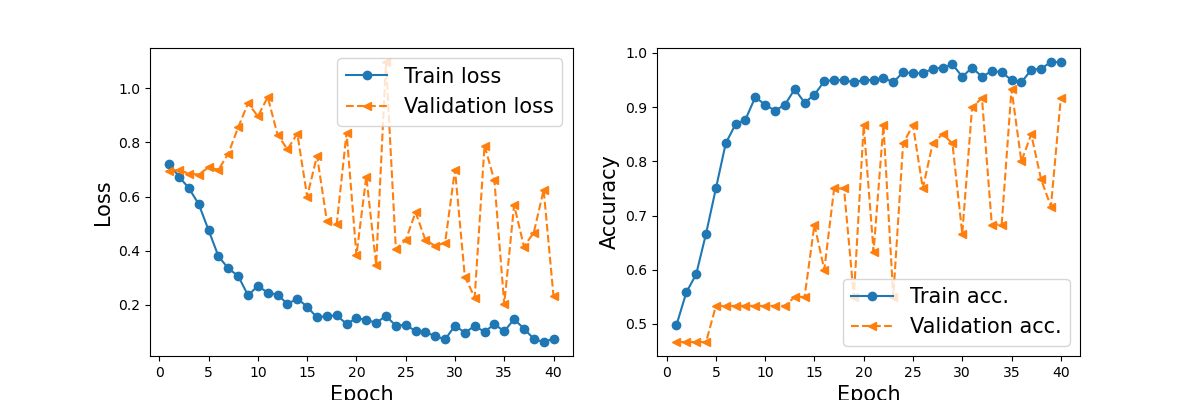 Train loss
Validation loss
1.0
0.8
0.6
0.4
0.2
Loss
0 5 10 15 20 25 30 35 40
Epoch
1.0
0.9
0.8
0.7
0.6
0.5
Accuracy
Train acc.
Validation acc.
0 5 10 15 20 25 30 35 40
Epoch